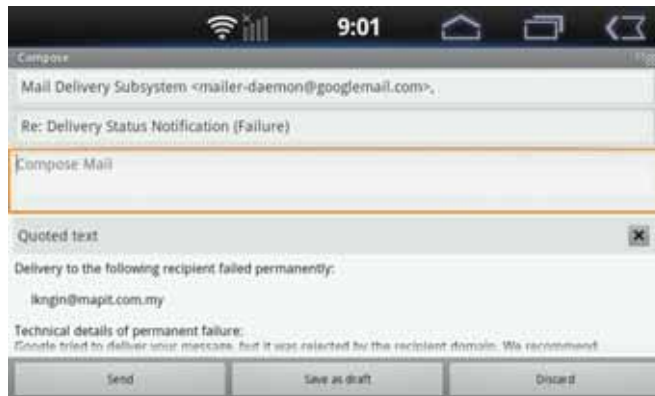 9:01
Compose
Mail Delivery Subsystem <mailer-daemon@googlemail.com>,
Re: Delivery Status Notification (Failure)
Compose Mail
Quoted text
Delivery to the following recipient failed permanently:
lkngin@mapit.com.my
Technical details of permanent failure:
Google tried to deliver your message, but it was rejected by the recipient domain. We recommend
Send
Save as draft
Discard